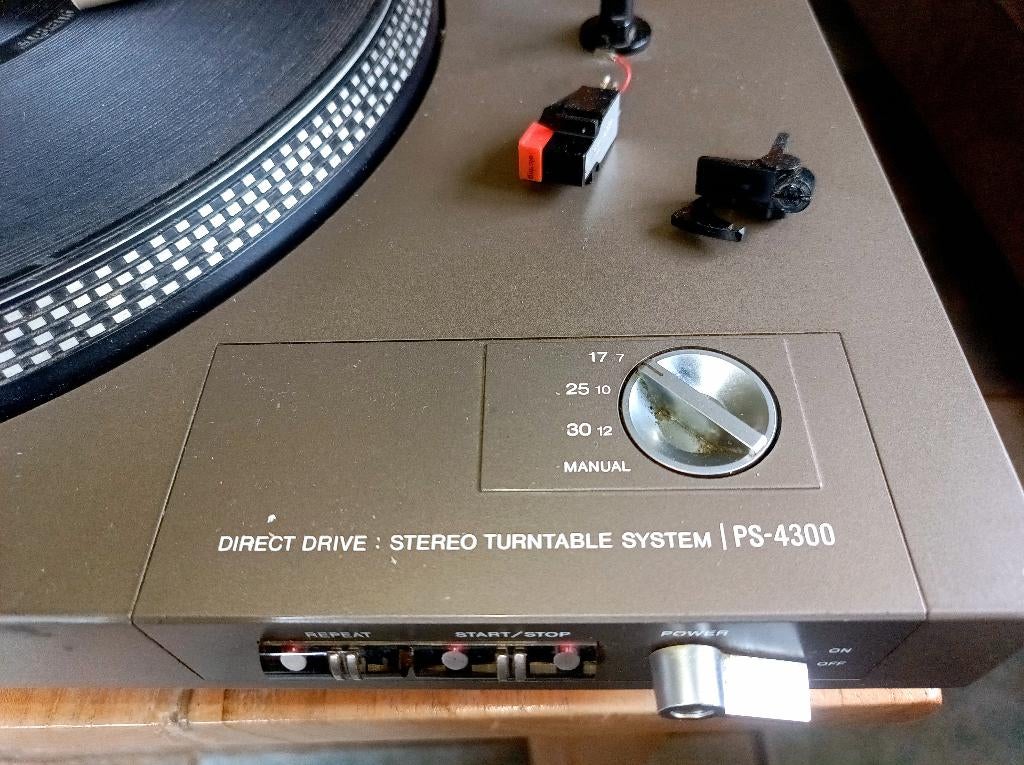 17 7
25 10
30 12
MANUAL
DIRECT DRIVE : STEREO TURNTABLE SYSTEM | PS-4300
REPEAT START/STOP POWER
ON
OFF